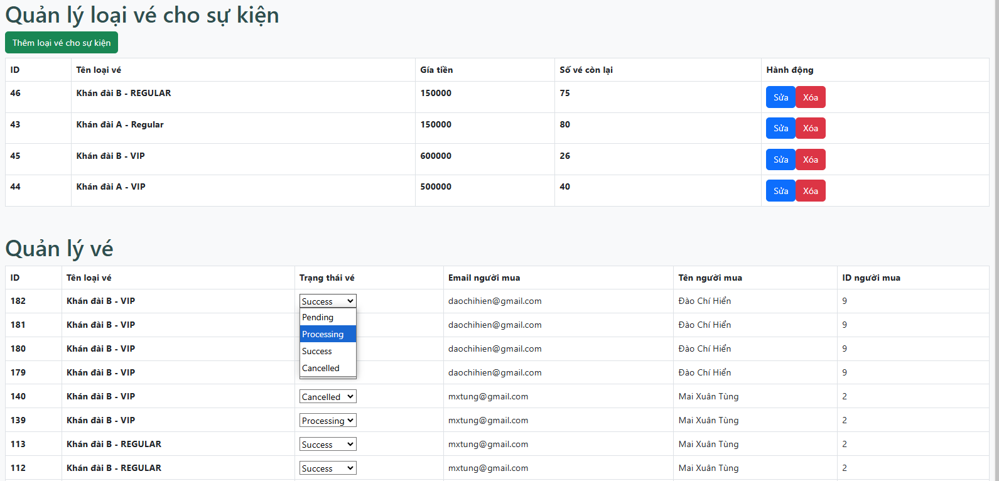 Quản lý loại vé cho sự kiện
Thêm loại vé cho sự kiện
ID Tên loại vé Gía tiền Số vé còn lại Hành động
46 Khán đài B - REGULAR 150000 75 Sửa Xóa
43 Khán đài A - Regular 150000 80 Sửa Xóa
45 Khán đài B - VIP 600000 26 Sửa Xóa
44 Khán đài A - VIP 500000 40 Sửa Xóa
Quản lý vé
ID Tên loại vé Trạng thái vé Email người mua Tên người mua ID người mua
182 Khán đài B - VIP Success daochihien@gmail.com Đào Chí Hiển 9
Pending
181 Khán đài B - VIP daochihien@gmail.com Đào Chí Hiển 9
Processing
180 Khán đài B - VIP Success daochihien@gmail.com Đào Chí Hiển 9
Cancelled
179 Khán đài B - VIP daochihien@gmail.com Đào Chí Hiển 9
140 Khán đài B - VIP Cancelled mxtung@gmail.com Mai Xuân Tùng 2
139 Khán đài B - VIP Processing mxtung@gmail.com Mai Xuân Tùng 2
113 Khán đài B - REGULAR Success mxtung@gmail.com Mai Xuân Tùng 2
112 Khán đài B - REGULAR Success mxtung@gmail.com Mai Xuân Tùng 2